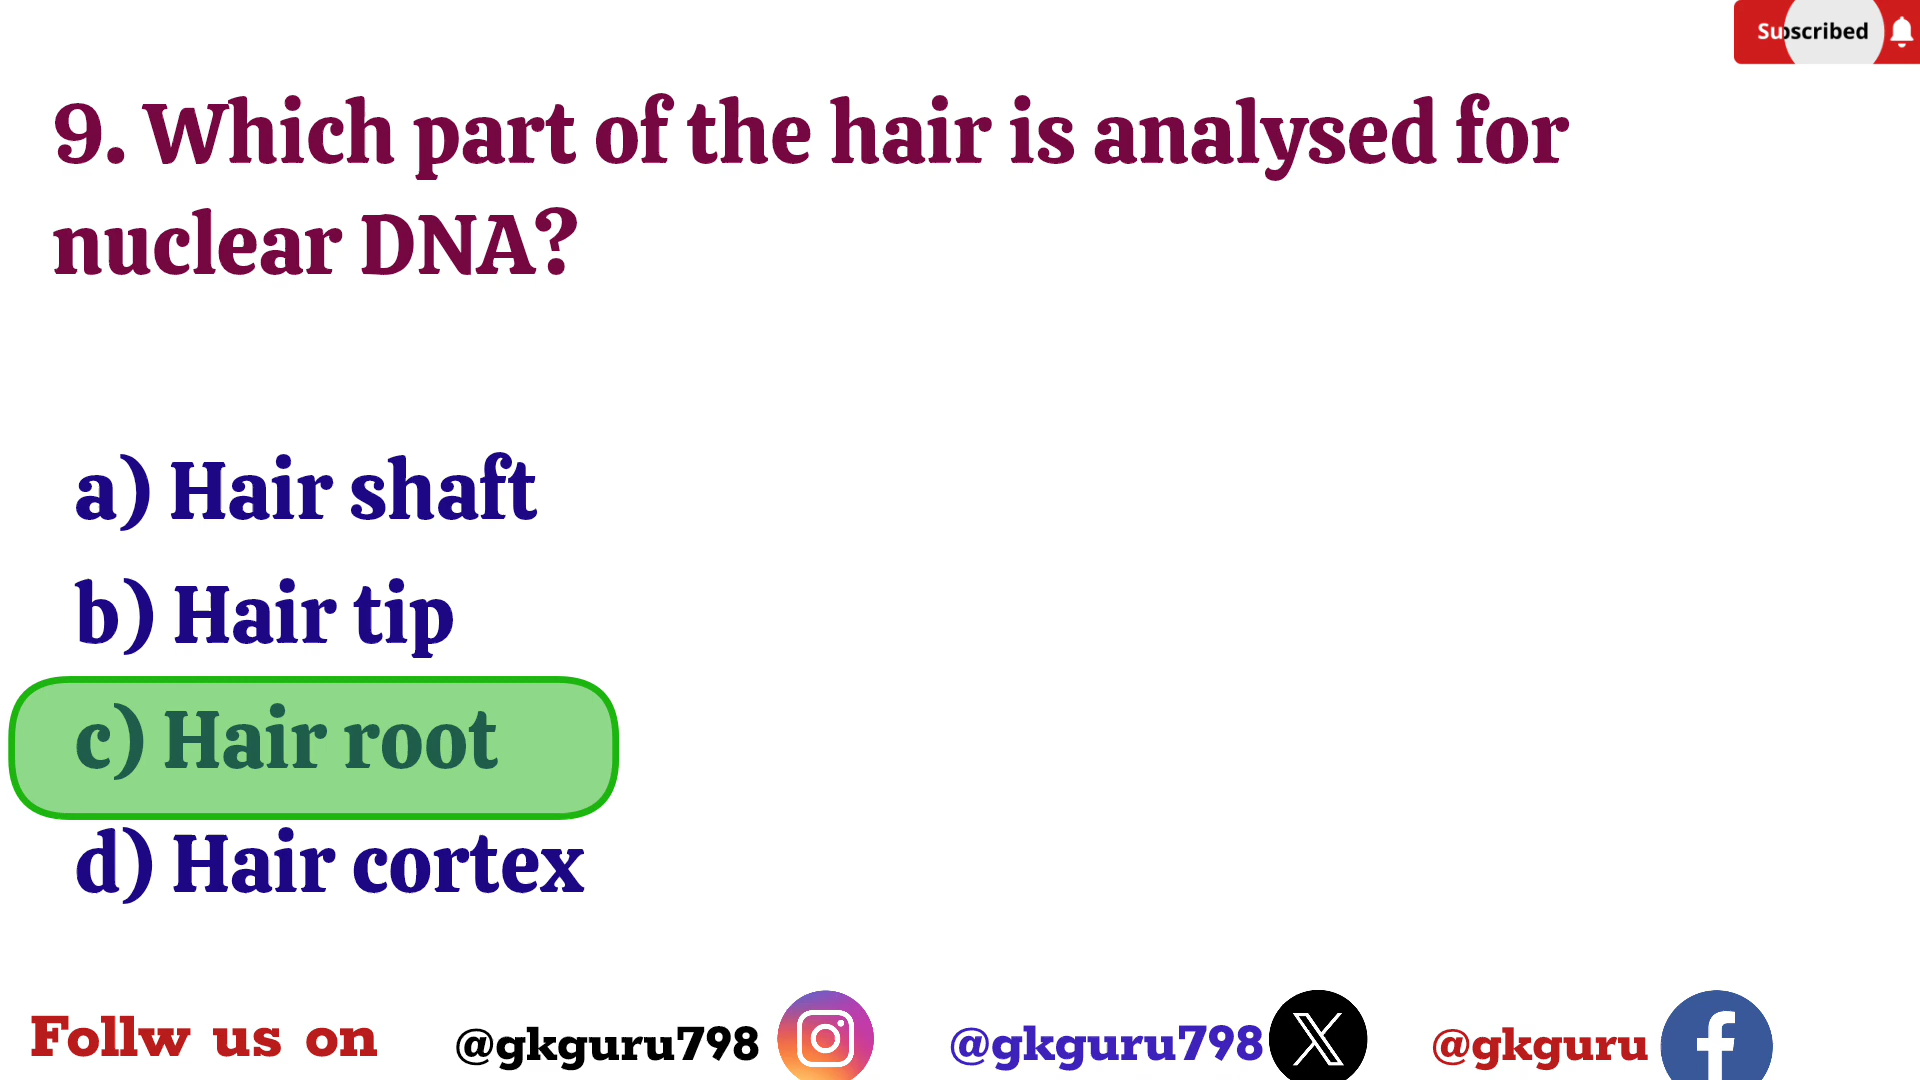 Subscribed
9. Which part of the hair is analysed for
nuclear DNA?
a) Hair shaft
b) Hair tip
c) Hair root
d) Hair cortex
Follw us on @gkguru798 @gkguru798 @gkguru